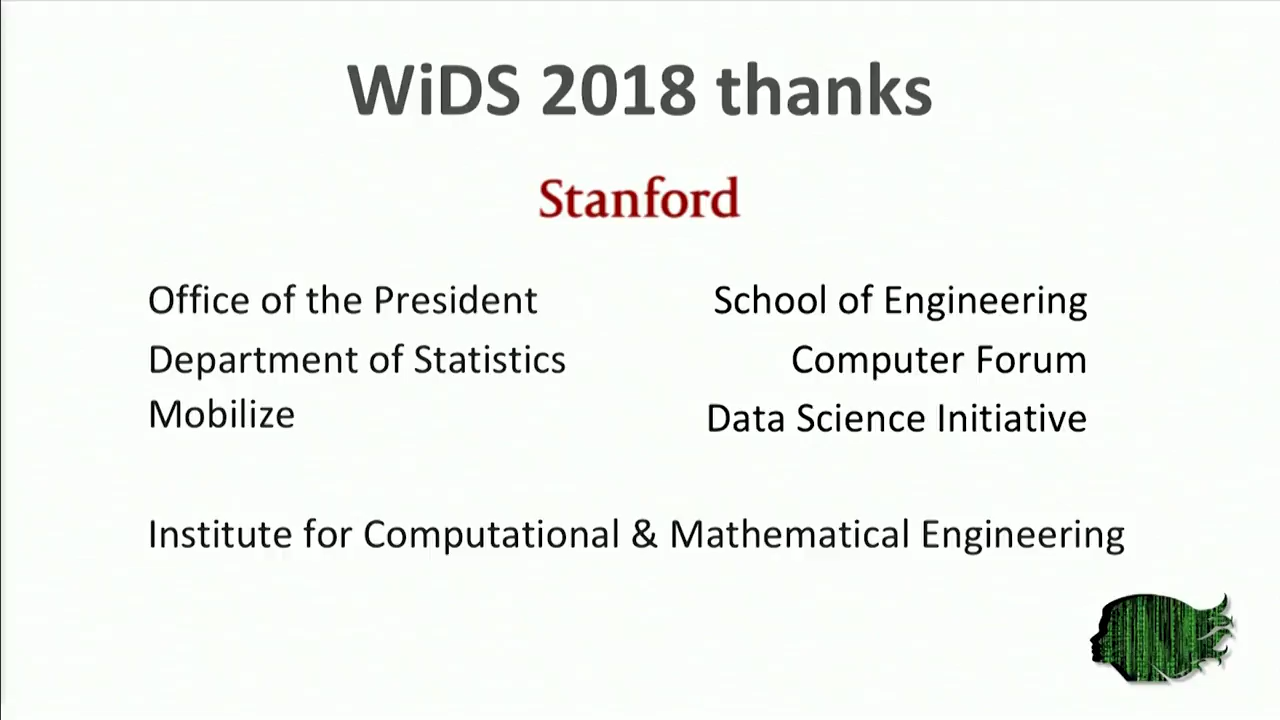 WiDS 2018 thanks
Stanford
Office of the President
School of Engineering
Department of Statistics
Computer Forum
Mobilize
Data Science Initiative
Institute for Computational & Mathematical Engineering